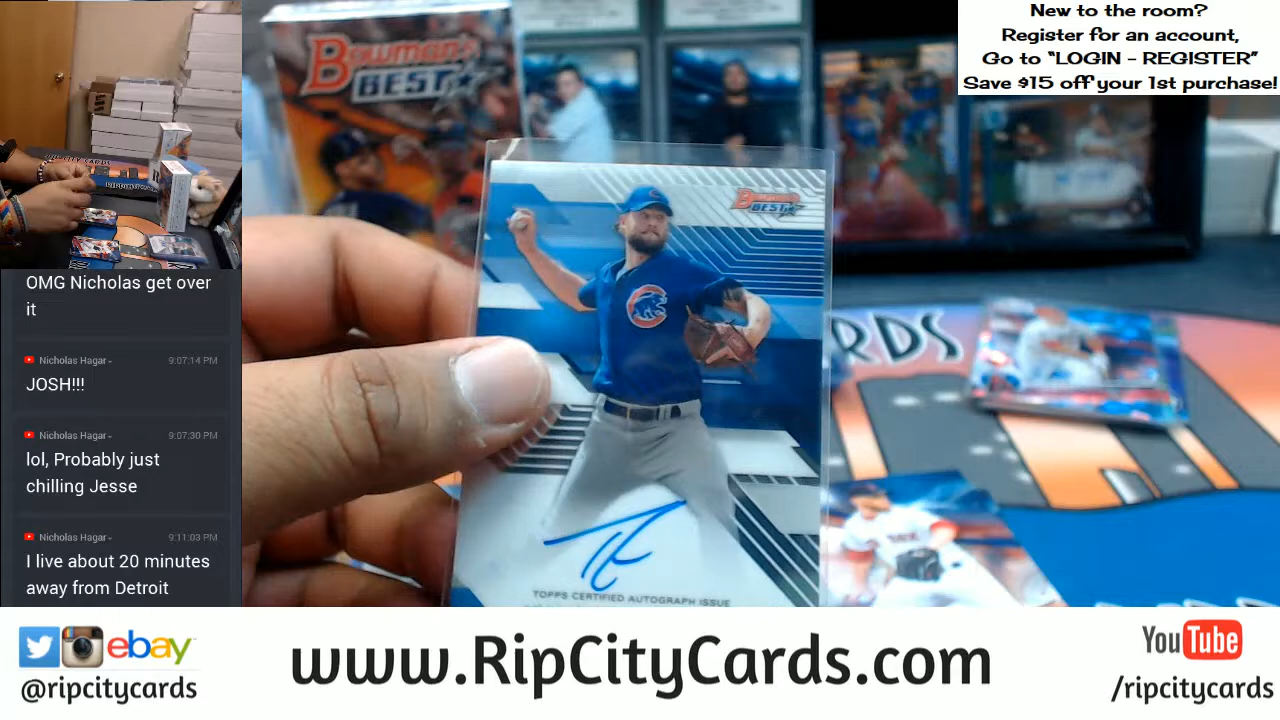 New to the room?
Register for an account,
Go to "LOGIN - REGISTER"
Save $15 off your 1st purchase!
Bowman's
BEST
Bowman's
BEST
OMG Nicholas get over
it
Nicholas Hagar
9:07:14 PM
JOSH!!!
Nicholas Hagar
9:07:30 PM
lol, Probably just
chilling Jesse
Nicholas Hagar
9:11:03 PM
I live about 20 minutes
away from Detroit
TOPPS CERTIFIED AUTOGRAPH ISSUE
ebay
@ripcitycards
www.RipCityCards.com
YouTube
/ripcitycards